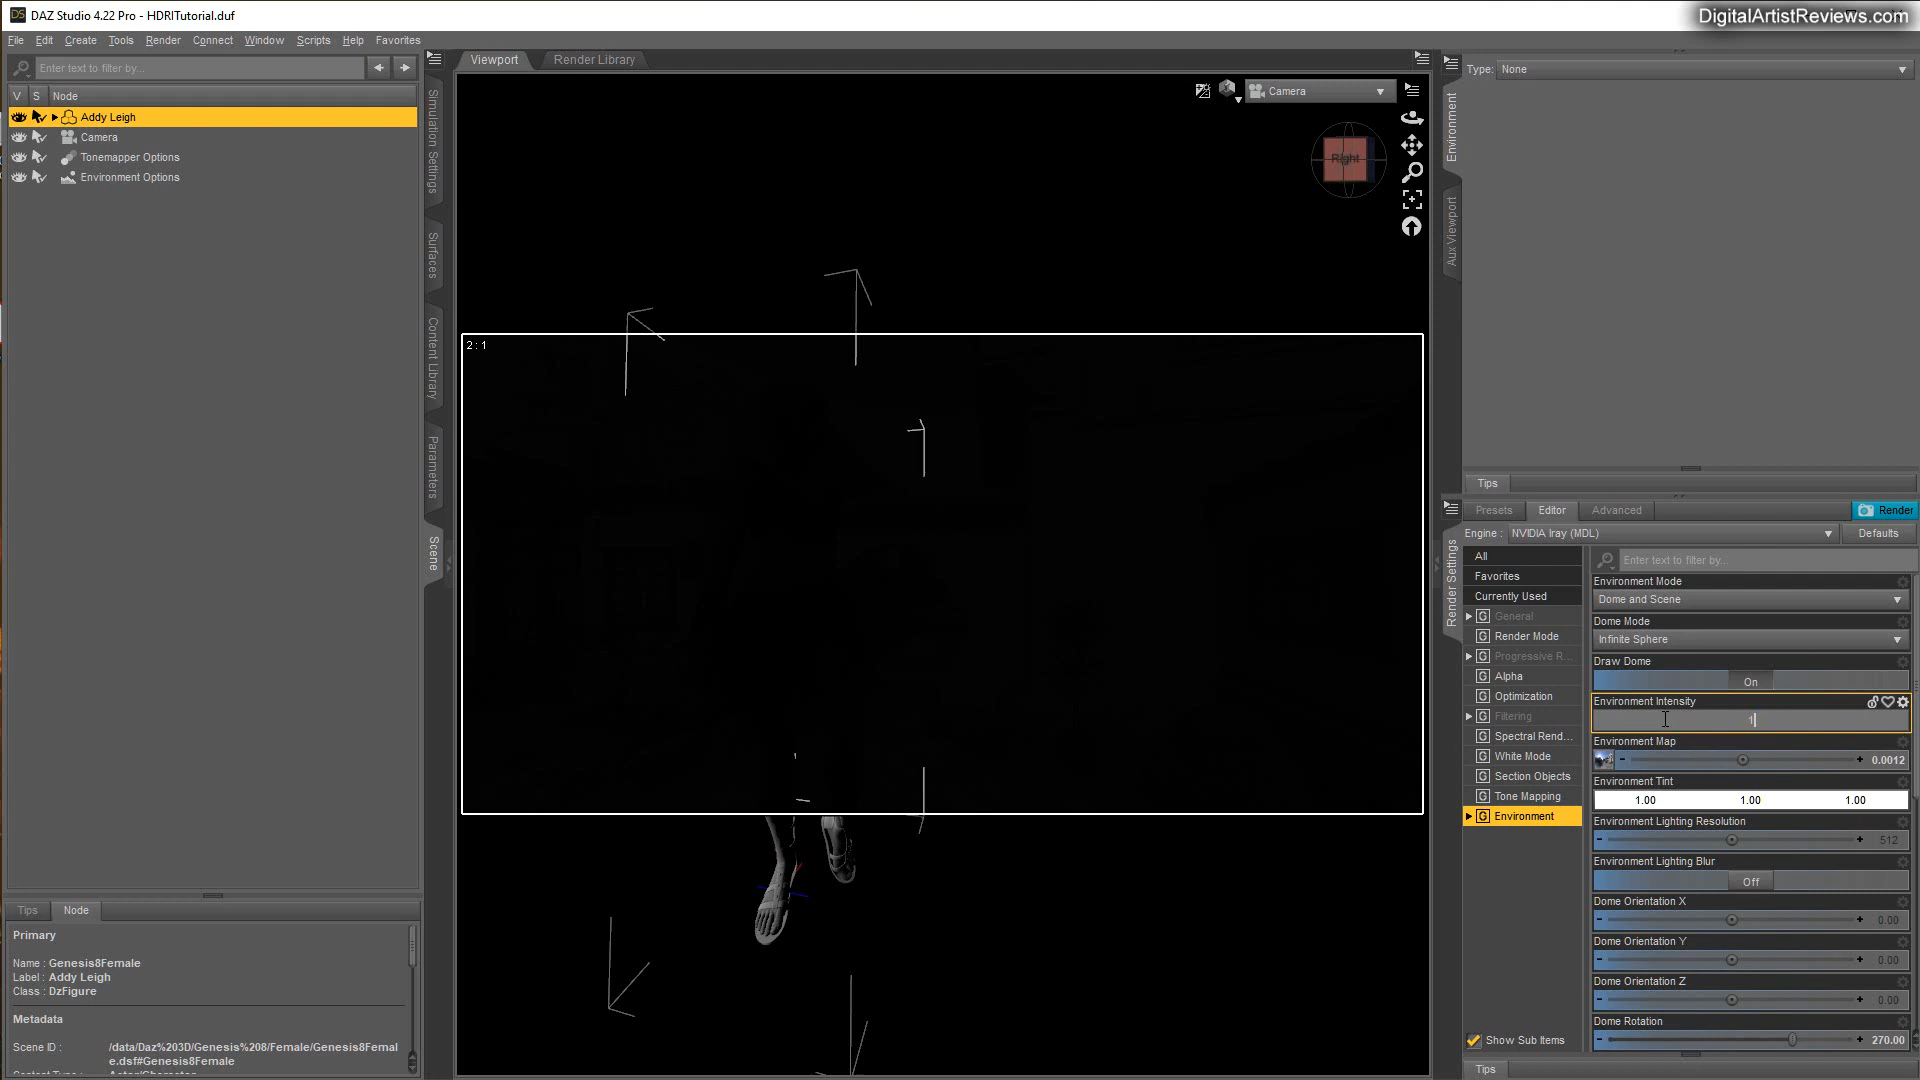 DAZ Studio 4.22 Pro - HDRITutorial.duf
DigitalArtistReviews.com
File Edit Create Tools Render Connect Window Scripts Help Favorites
Enter text to filter by...
V S Node
Addy Leigh
Camera
Tonemapper Options
Environment Options
Tips Node
Primary
Name : Genesis8Female
Label : Addy Leigh
Class : DzFigure
Metadata
Scene ID : /data/Daz%203D/Genesis%208/Female/Genesis8Femal
e.dsf#Genesis8Female
Simulation Settings
Surfaces
Content Library
Parameters
Scene
Viewport Render Library
Camera
Right
2 : 1
Type: None
Environment
Aux Viewport
Tips
Presets Editor Advanced Render
Engine : NVIDIA Iray (MDL) Defaults
Render Settings
All
Favorites
Currently Used
General
Render Mode
Progressive R...
Alpha
Optimization
Filtering
Spectral Rend...
White Mode
Section Objects
Tone Mapping
Environment
Show Sub Items
Enter text to filter by...
Environment Mode
Dome and Scene
Dome Mode
Infinite Sphere
Draw Dome
On
Environment Intensity
1
Environment Map
0.0012
Environment Tint
1.00 1.00 1.00
Environment Lighting Resolution
512
Environment Lighting Blur
Off
Dome Orientation X
0.00
Dome Orientation Y
0.00
Dome Orientation Z
0.00
Dome Rotation
270.00
Tips